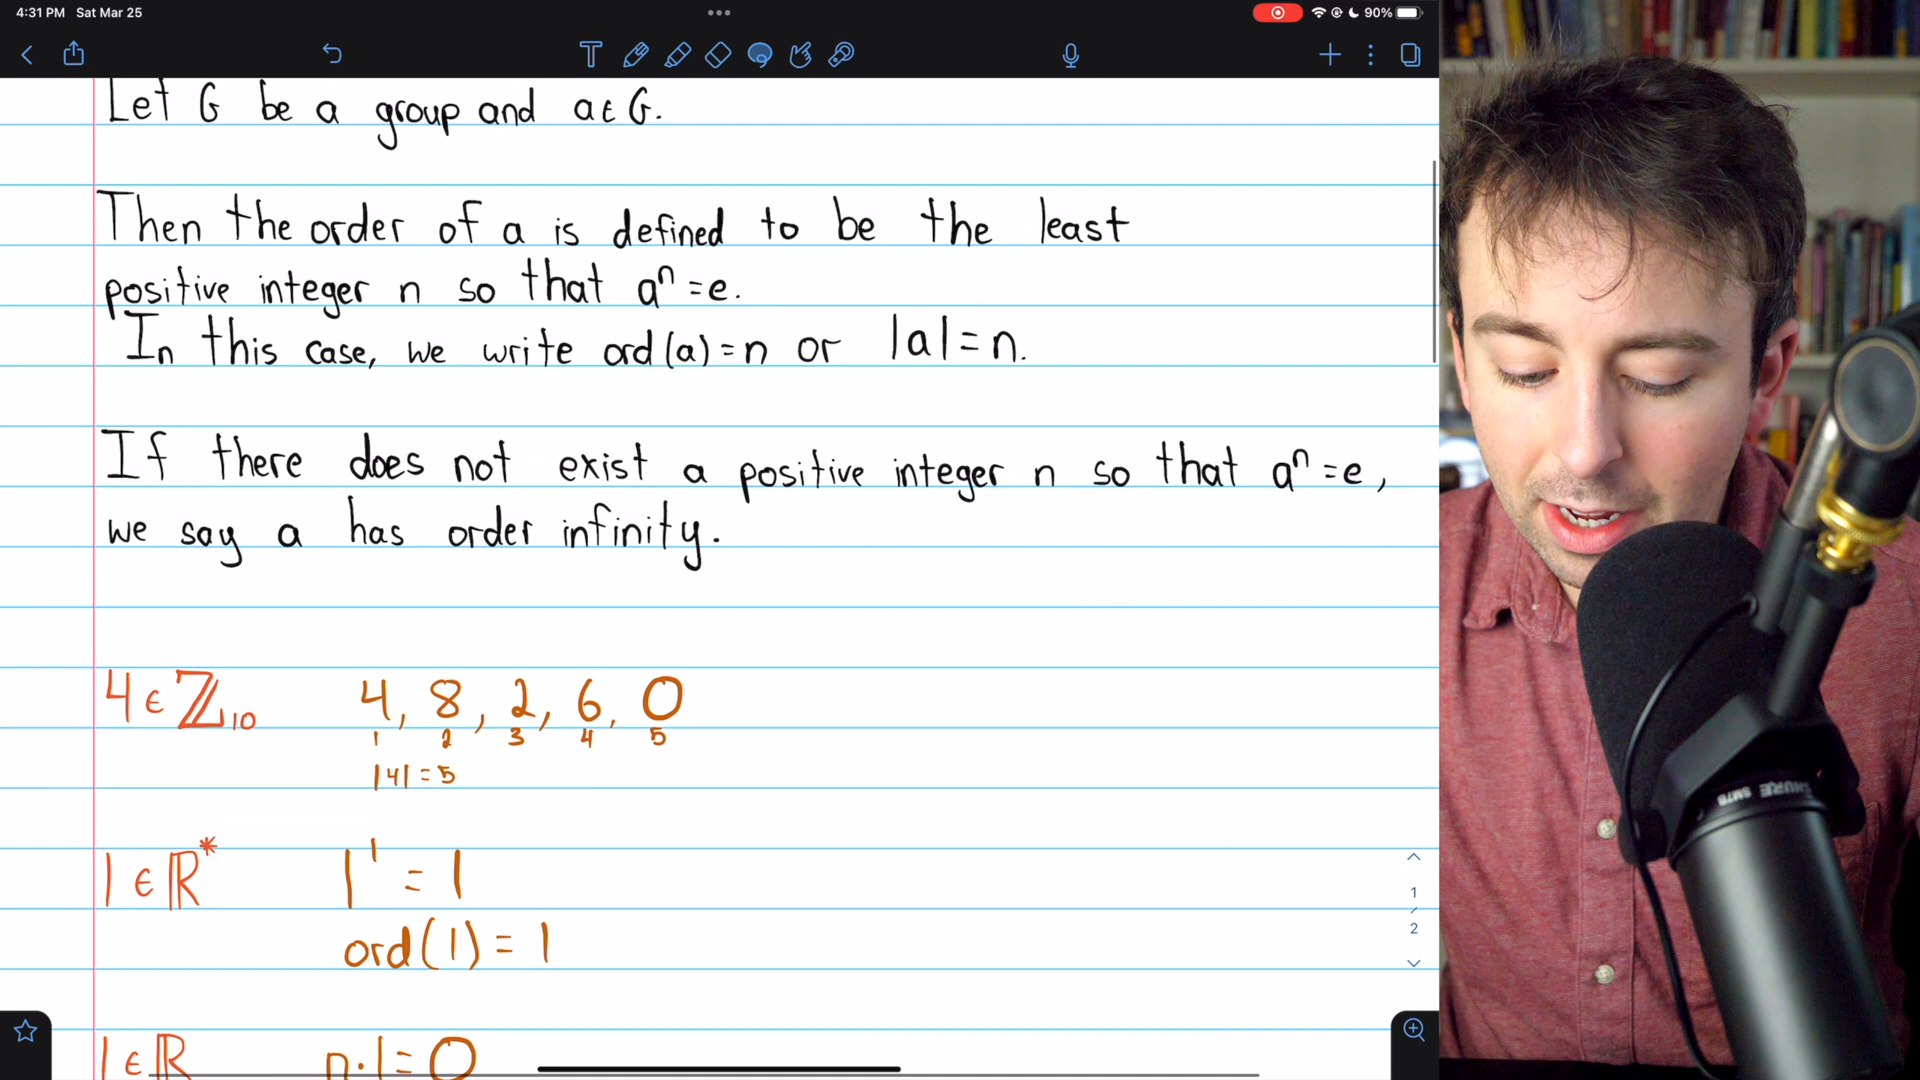 4:31 PM Sat Mar 25
90%
Let G be a group and a ∈ G.
Then the order of a is defined to be the least
positive integer n so that aⁿ = e.
In this case, we write ord(a) = n or |a| = n.
If there does not exist a positive integer n so that aⁿ = e,
we say a has order infinity.
4 ∈ ℤ₁₀ 4, 8, 2, 6, 0
1 2 3 4 5
|4| = 5
1 ∈ ℝ* 1¹ = 1
ord(1) = 1
1 ∈ ℝ n·1 = 0
1
/
2
SHURE SM7B